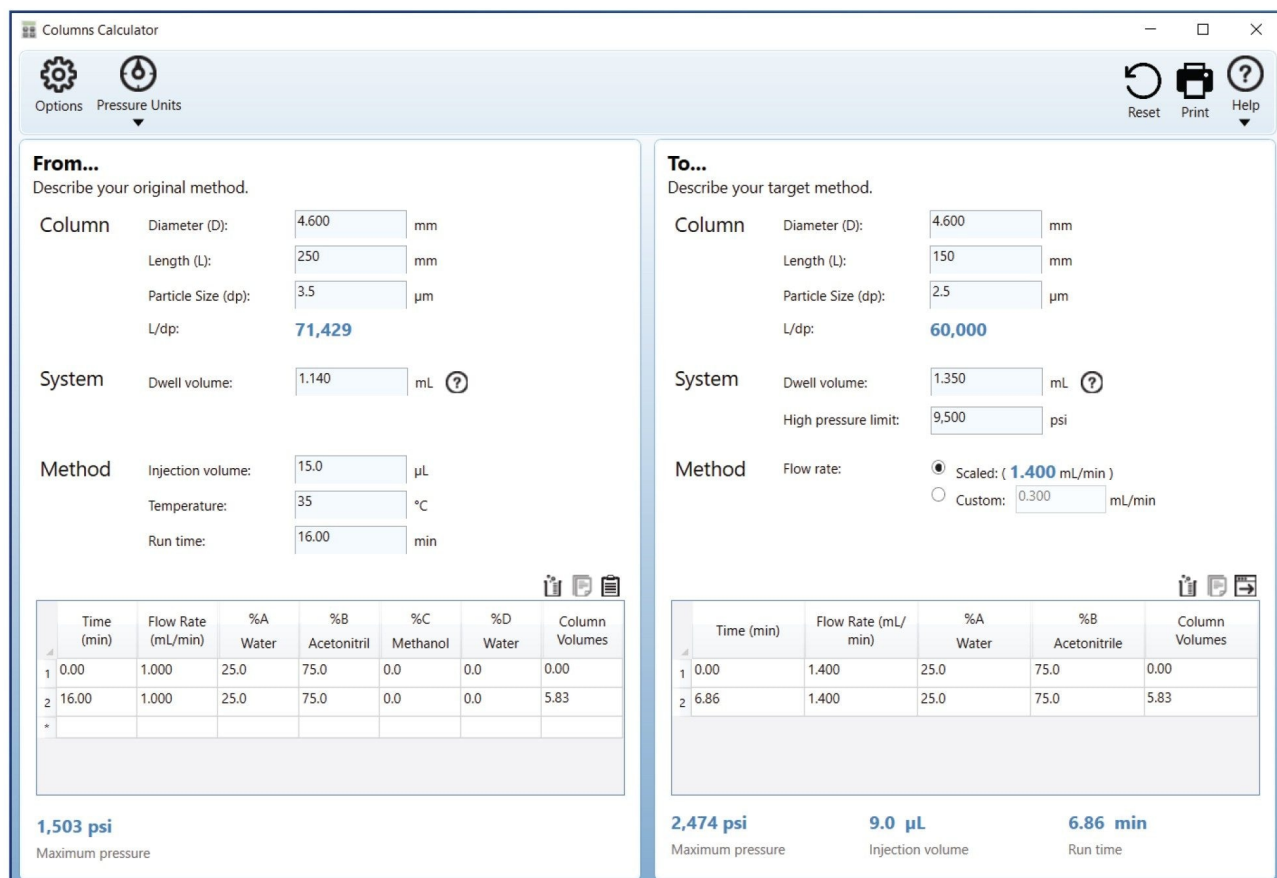 Columns Calculator
Options
Pressure Units
Reset
Print
Help
From...
Describe your original method.
Column
Diameter (D):
4.600
mm
Length (L):
250
mm
Particle Size (dp):
3.5
µm
L/dp:
71,429
System
Dwell volume:
1.140
mL
?
Method
Injection volume:
15.0
µL
Temperature:
35
°C
Run time:
16.00
min
Time (min) Flow Rate (mL/min) %A Water %B Acetonitril %C Methanol %D Water Column Volumes
1 0.00 1.000 25.0 75.0 0.0 0.0 0.00
2 16.00 1.000 25.0 75.0 0.0 0.0 5.83
*
1,503 psi
Maximum pressure
To...
Describe your target method.
Column
Diameter (D):
4.600
mm
Length (L):
150
mm
Particle Size (dp):
2.5
µm
L/dp:
60,000
System
Dwell volume:
1.350
mL
?
High pressure limit:
9,500
psi
Method
Flow rate:
Scaled: ( 1.400 mL/min )
Custom:
0.300
mL/min
Time (min) Flow Rate (mL/ min) %A Water %B Acetonitrile Column Volumes
1 0.00 1.400 25.0 75.0 0.00
2 6.86 1.400 25.0 75.0 5.83
2,474 psi
Maximum pressure
9.0 µL
Injection volume
6.86 min
Run time